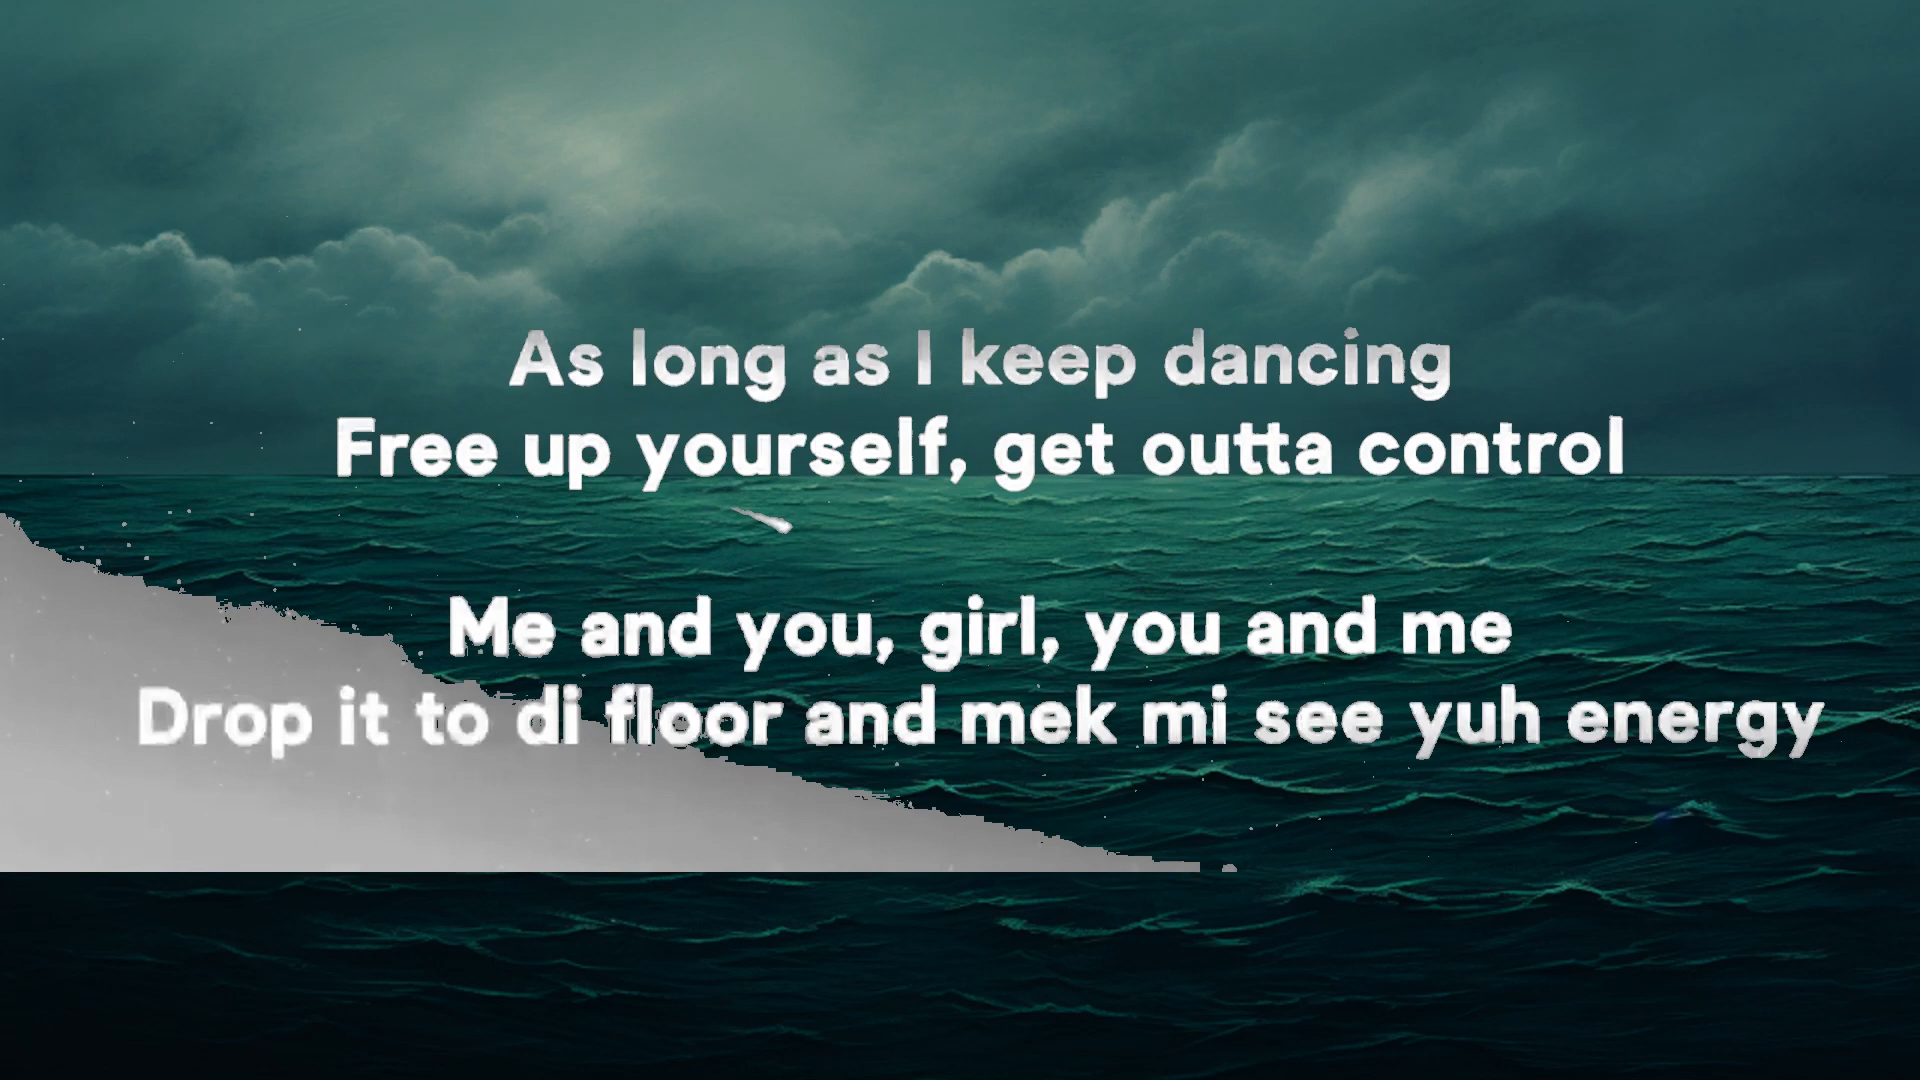 As long as I keep dancing
Free up yourself, get outta control
Me and you, girl, you and me
Drop it to di floor and mek mi see yuh energy